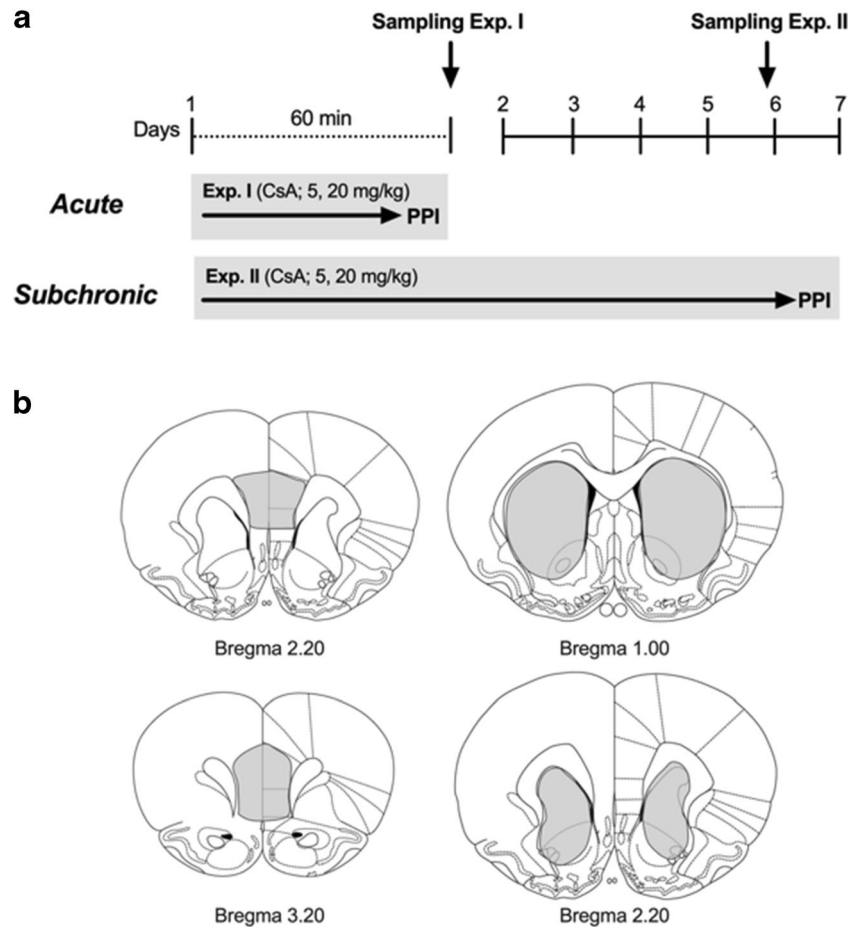 a
Sampling Exp. I
Sampling Exp. II
1 2 3 4 5 6 7
Days 60 min
Acute
Exp. I (CsA; 5, 20 mg/kg)
PPI
Subchronic
Exp. II (CsA; 5, 20 mg/kg)
PPI
b
Bregma 2.20
Bregma 1.00
Bregma 3.20
Bregma 2.20